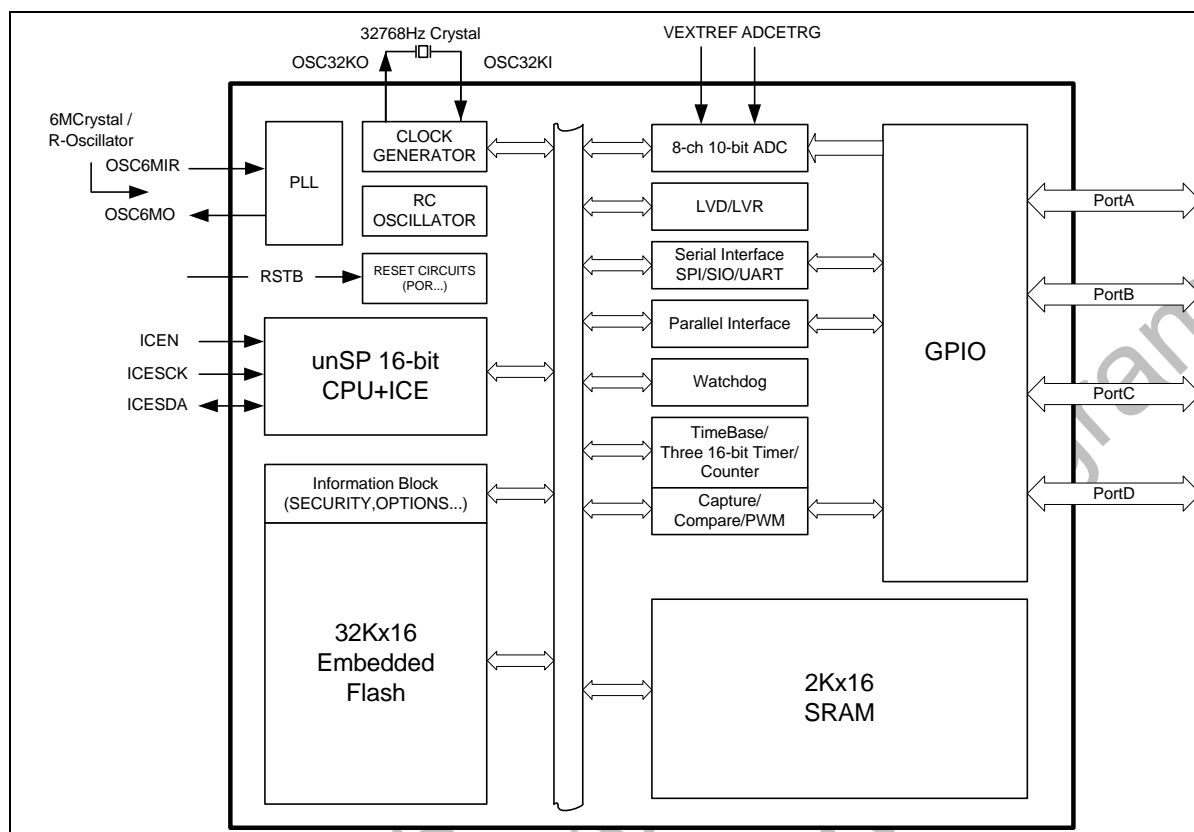 32768Hz Crystal
OSC32KO
OSC32KI
VEXTREF ADCETRG
6MCrystal /
R-Oscillator
OSC6MIR
OSC6MO
PLL
CLOCK
GENERATOR
RC
OSCILLATOR
RSTB
RESET CIRCUITS
(POR...)
ICEN
ICESCK
ICESDA
unSP 16-bit
CPU+ICE
Information Block
(SECURITY,OPTIONS...)
32Kx16
Embedded
Flash
8-ch 10-bit ADC
LVD/LVR
Serial Interface
SPI/SIO/UART
Parallel Interface
Watchdog
TimeBase/
Three 16-bit Timer/
Counter
Capture/
Compare/PWM
2Kx16
SRAM
GPIO
PortA
PortB
PortC
PortD